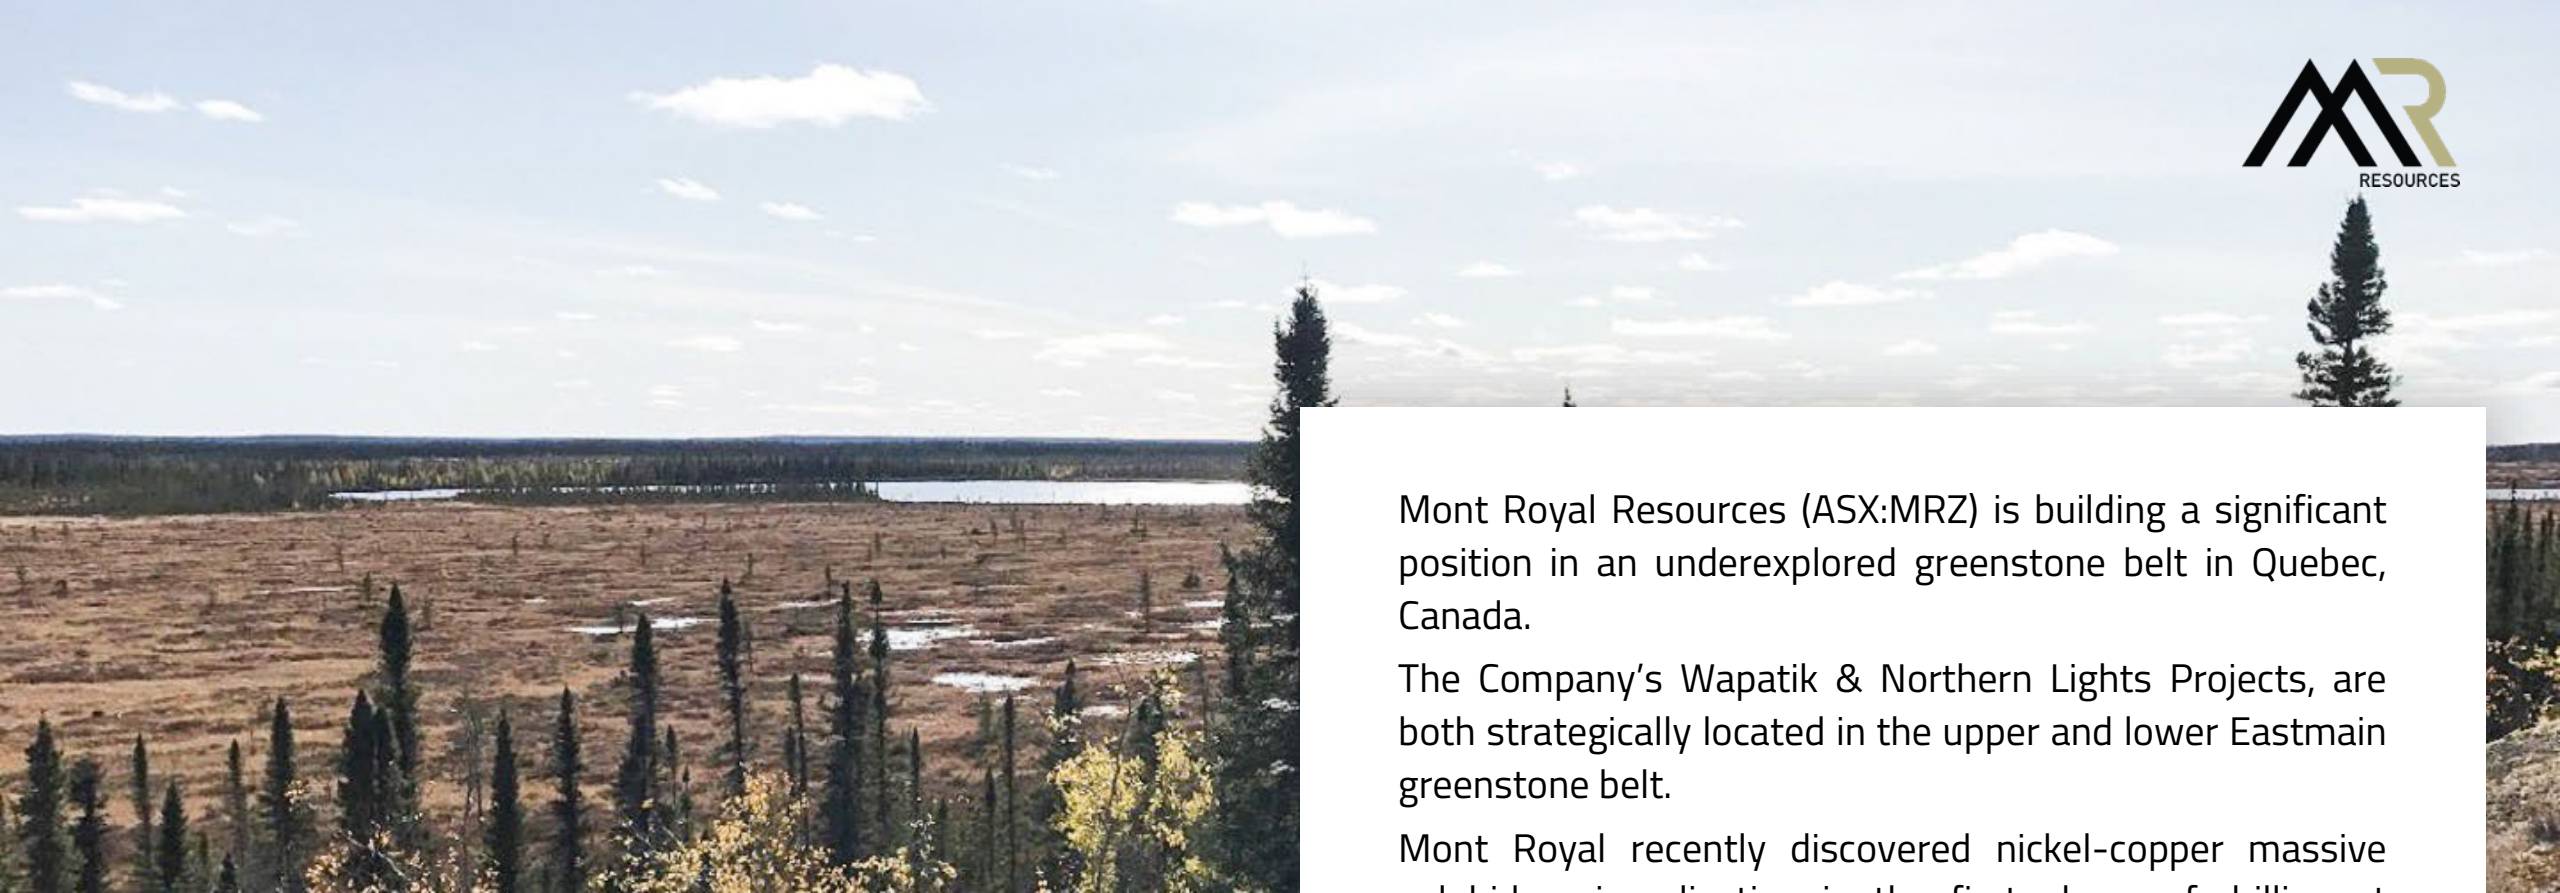 MR
RESOURCES
Mont Royal Resources (ASX:MRZ) is building a significant
position in an underexplored greenstone belt in Quebec,
Canada.
The Company’s Wapatik & Northern Lights Projects, are
both strategically located in the upper and lower Eastmain
greenstone belt.
Mont Royal recently discovered nickel-copper massive